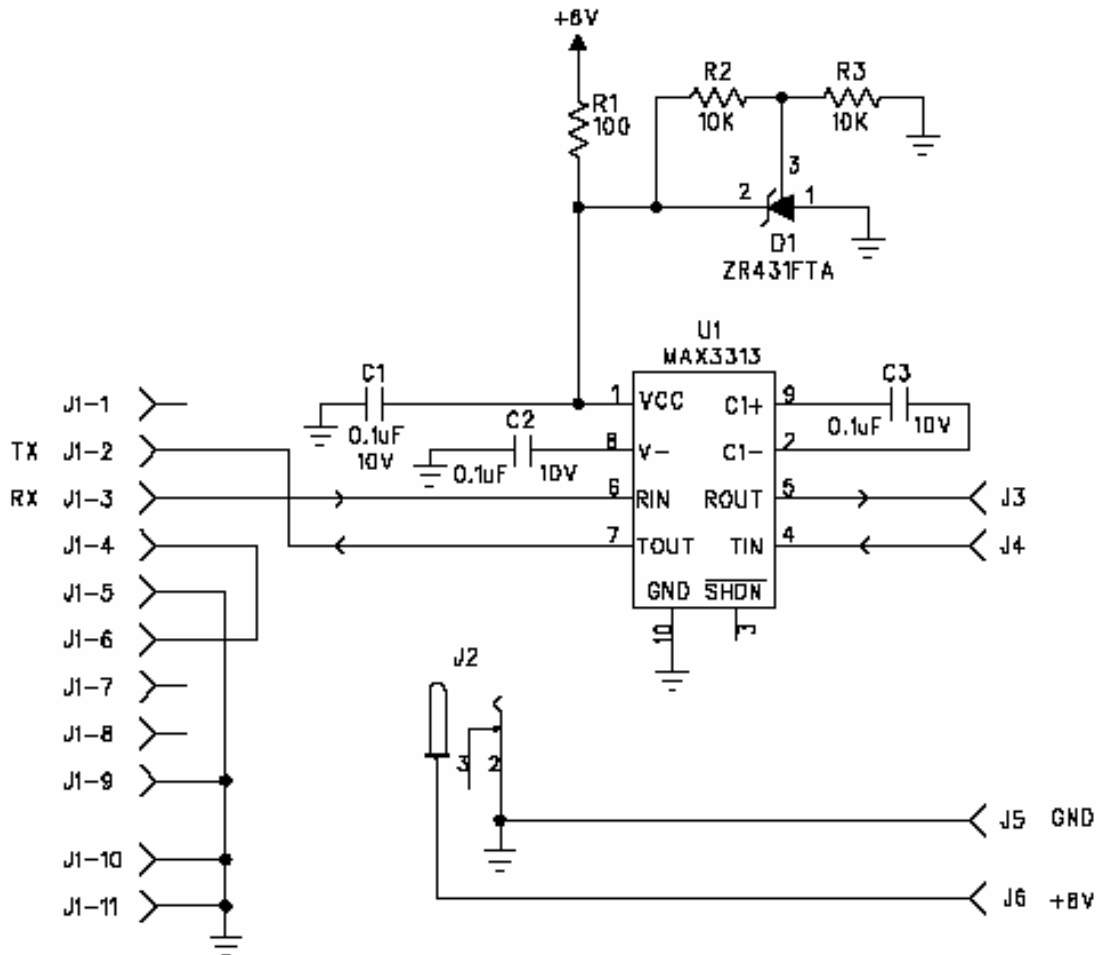 +6V
R1
100
R2
10K
R3
10K
3
2
1
D1
ZR431FTA
U1
MAX3313
C1
0.1uF
10V
C2
0.1uF
10V
C3
0.1uF
10V
1
VCC
C1+
9
8
V-
C1-
2
6
RIN
ROUT
5
7
TOUT
TIN
4
GND
SHDN
10
3
J1-1
TX J1-2
RX J1-3
J1-4
J1-5
J1-6
J1-7
J1-8
J1-9
J1-10
J1-11
J2
3
2
J3
J4
J5 GND
J6 +6V